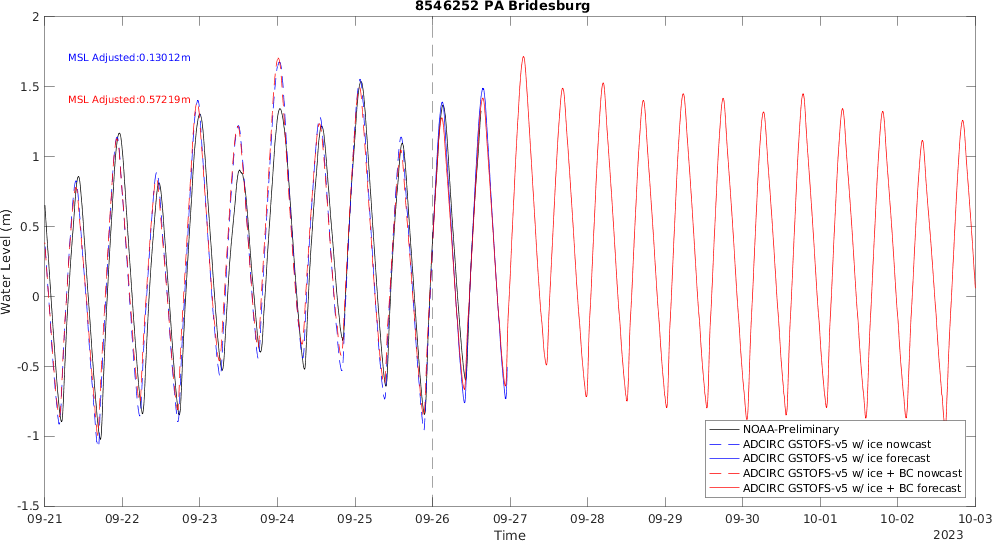 8546252 PA Bridesburg
2
1.5
1
0.5
0
-0.5
-1
-1.5
Water Level (m)
MSL Adjusted:0.13012m
MSL Adjusted:0.57219m
NOAA-Preliminary
ADCIRC GSTOFS-v5 w/ ice nowcast
ADCIRC GSTOFS-v5 w/ ice forecast
ADCIRC GSTOFS-v5 w/ ice + BC nowcast
ADCIRC GSTOFS-v5 w/ ice + BC forecast
09-21 09-22 09-23 09-24 09-25 09-26 09-27 09-28 09-29 09-30 10-01 10-02 10-03
Time
2023